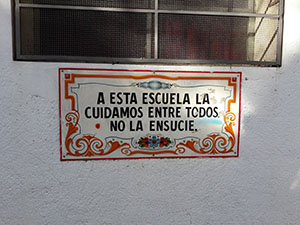 A ESTA ESCUELA LA
CUIDAMOS ENTRE TODOS
NO LA ENSUCIE.